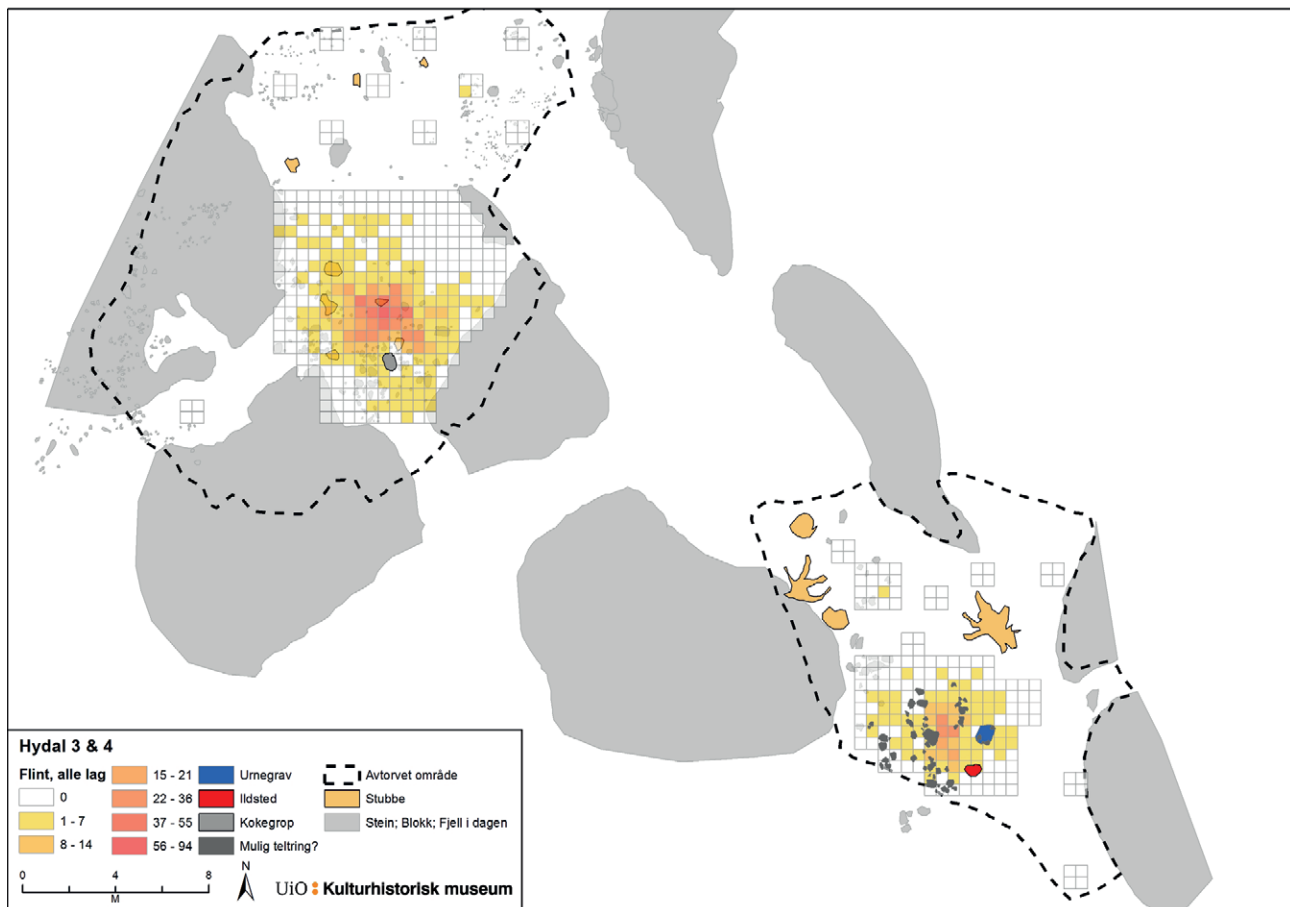 Hydal 3 & 4
Flint, alle lag
0
1 - 7
8 - 14
15 - 21
22 - 36
37 - 55
56 - 94
Urnegrav
Ildsted
Kokegrop
Mulig teltring?
Avtorvet område
Stubbe
Stein; Blokk; Fjell i dagen
0 4 8
M
N
UiO Kulturhistorisk museum